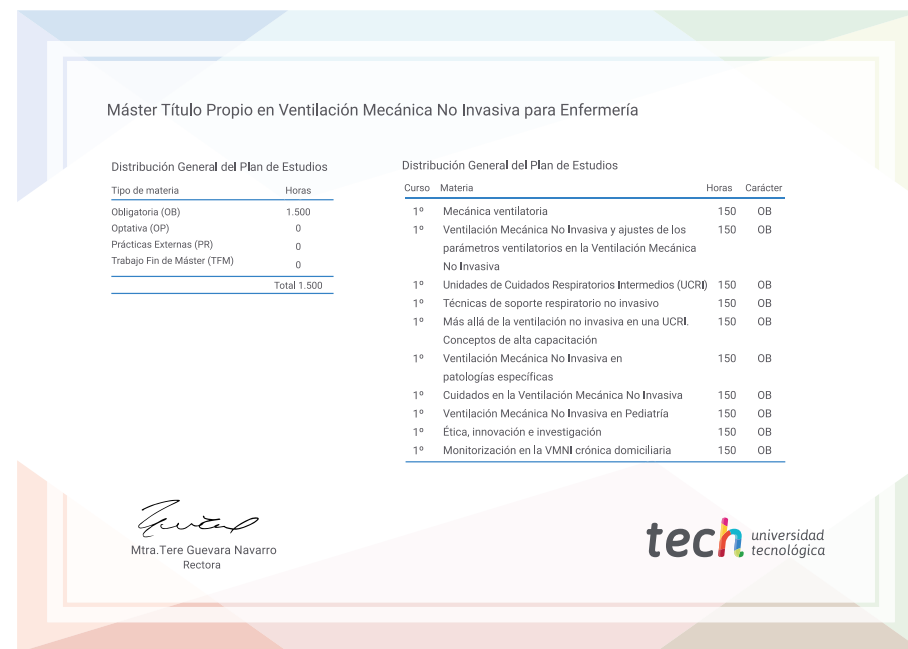 Máster Título Propio en Ventilación Mecánica No Invasiva para Enfermería
Distribución General del Plan de Estudios
Tipo de materia Horas
Obligatoria (OB) 1.500
Optativa (OP) 0
Prácticas Externas (PR) 0
Trabajo Fin de Máster (TFM) 0
Total 1.500
Distribución General del Plan de Estudios
Curso Materia Horas Carácter
1º Mecánica ventilatoria 150 OB
1º Ventilación Mecánica No Invasiva y ajustes de los 150 OB
parámetros ventilatorios en la Ventilación Mecánica
No Invasiva
1º Unidades de Cuidados Respiratorios Intermedios (UCRI) 150 OB
1º Técnicas de soporte respiratorio no invasivo 150 OB
1º Más allá de la ventilación no invasiva en una UCRI. 150 OB
Conceptos de alta capacitación
1º Ventilación Mecánica No Invasiva en 150 OB
patologías específicas
1º Cuidados en la Ventilación Mecánica No Invasiva 150 OB
1º Ventilación Mecánica No Invasiva en Pediatría 150 OB
1º Ética, innovación e investigación 150 OB
1º Monitorización en la VMNI crónica domiciliaria 150 OB
Mtra.Tere Guevara Navarro
Rectora
tech universidad
tecnológica